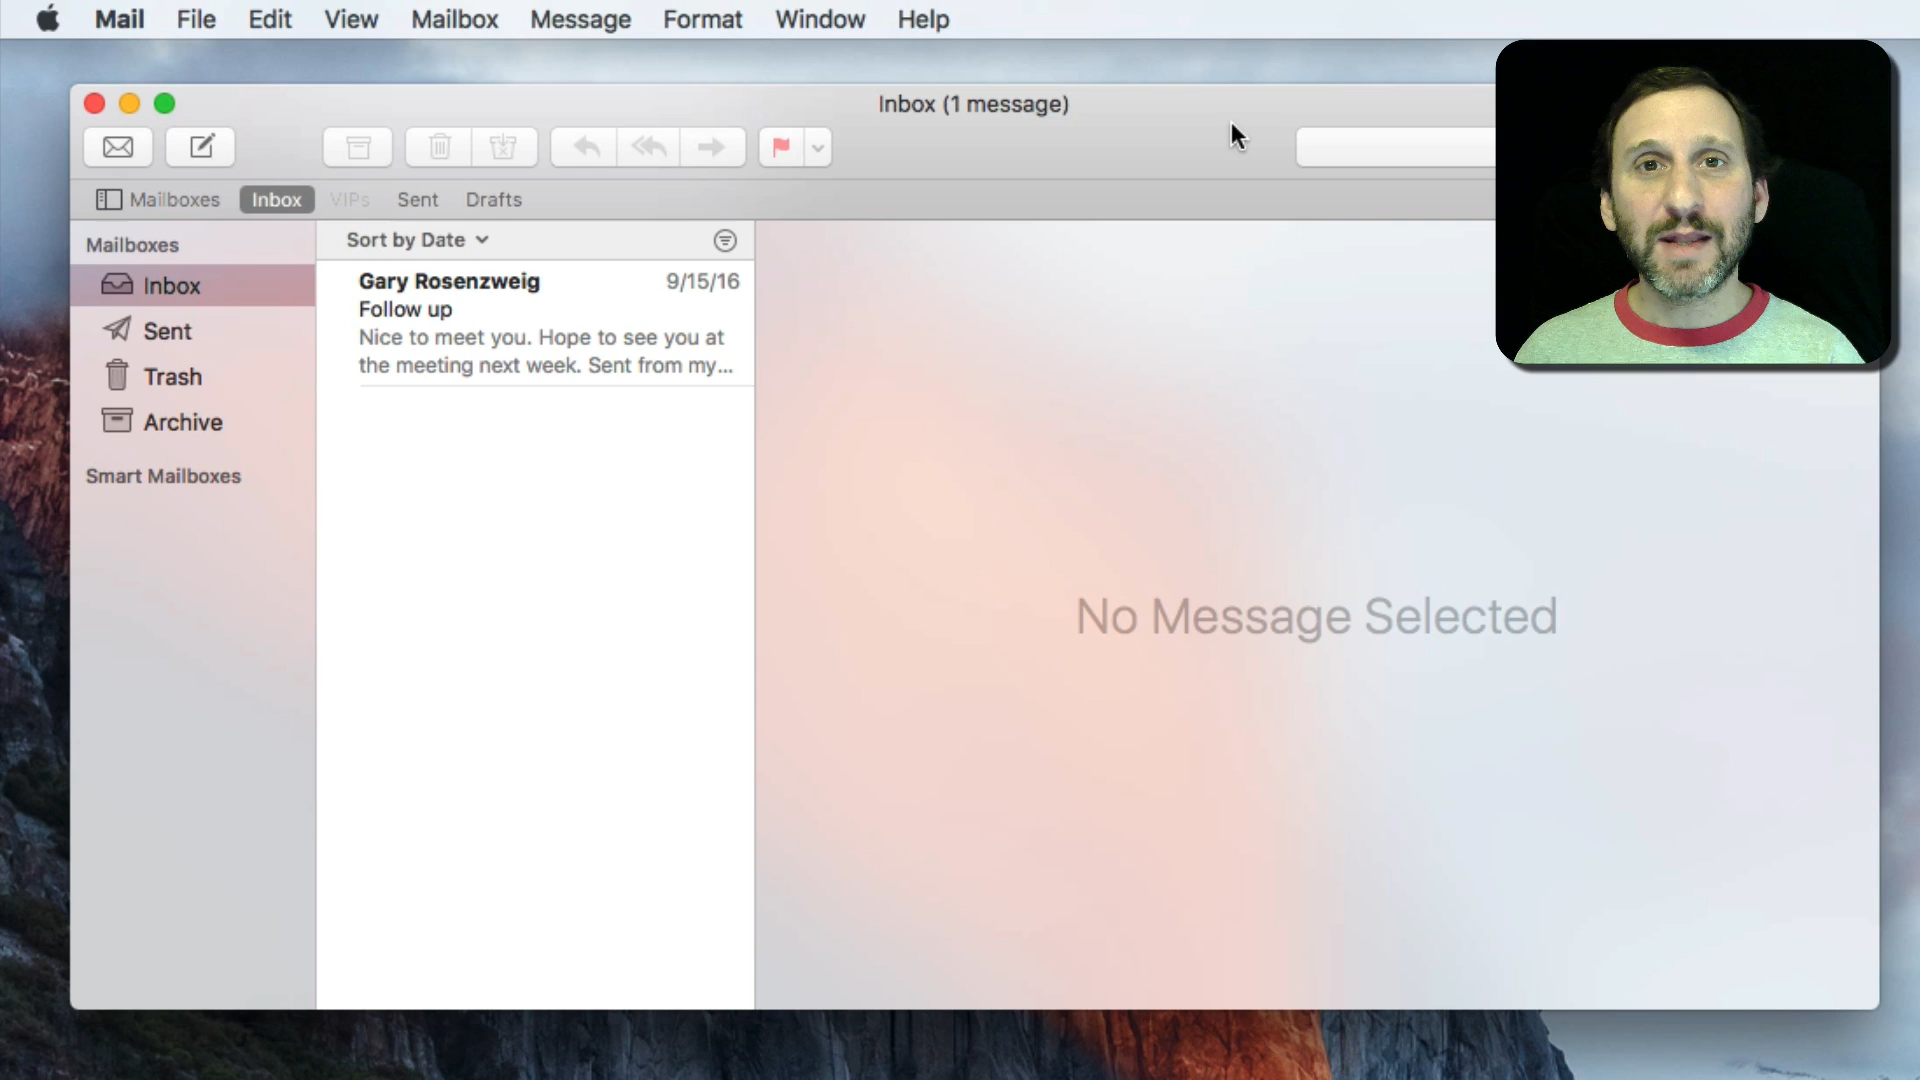 Mail File Edit View Mailbox Message Format Window Help
Inbox (1 message)
Mailboxes Inbox VIPs Sent Drafts
Mailboxes
Inbox
Sent
Trash
Archive
Smart Mailboxes
Sort by Date
Gary Rosenzweig 9/15/16
Follow up
Nice to meet you. Hope to see you at
the meeting next week. Sent from my...
No Message Selected